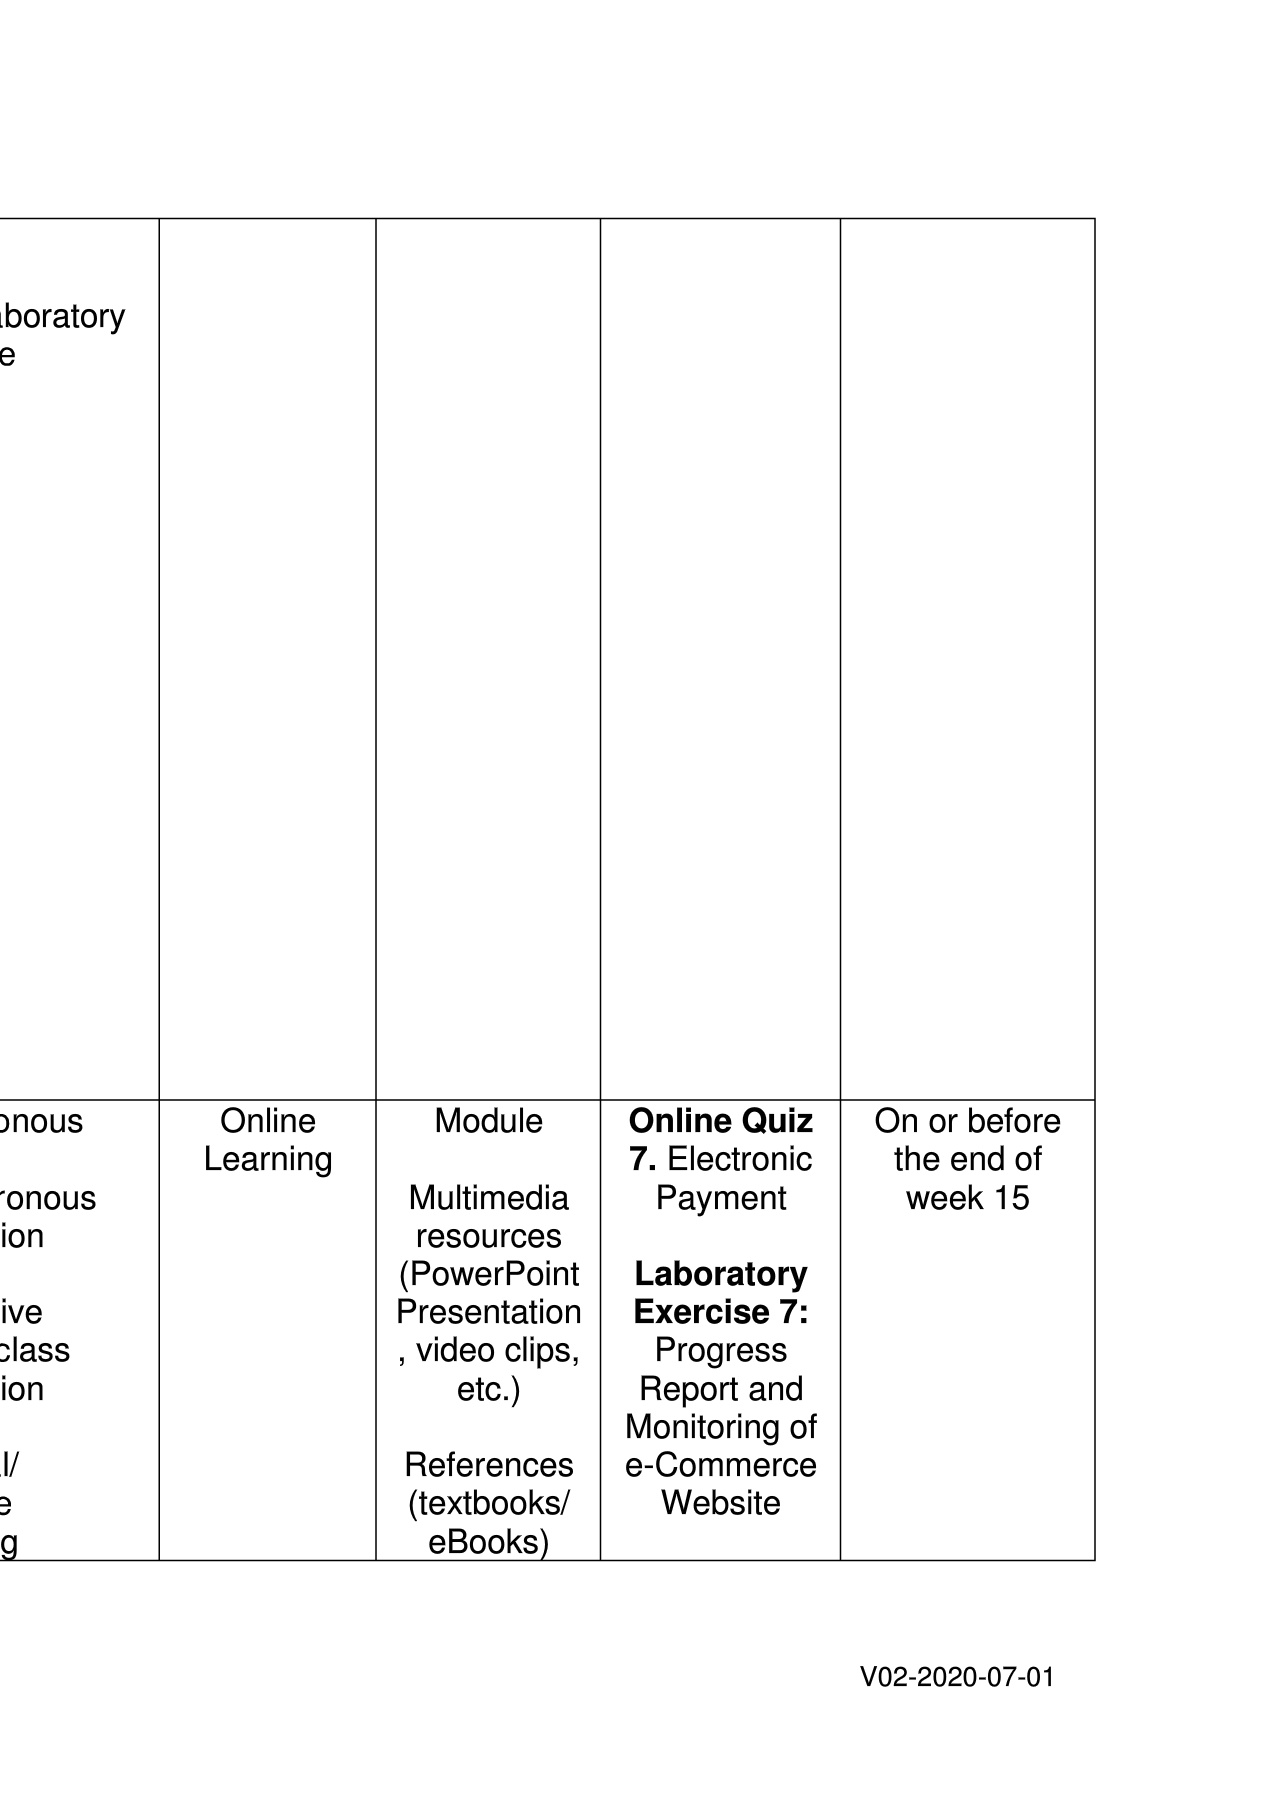 aboratory
e
onous
ronous
ion
ive
class
ion
l/
e
g
Online
Learning
Module
Multimedia
resources
(PowerPoint
Presentation
, video clips,
etc.)
References
(textbooks/
eBooks)
Online Quiz
7. Electronic
Payment
Laboratory
Exercise 7:
Progress
Report and
Monitoring of
e-Commerce
Website
On or before
the end of
week 15
V02-2020-07-01